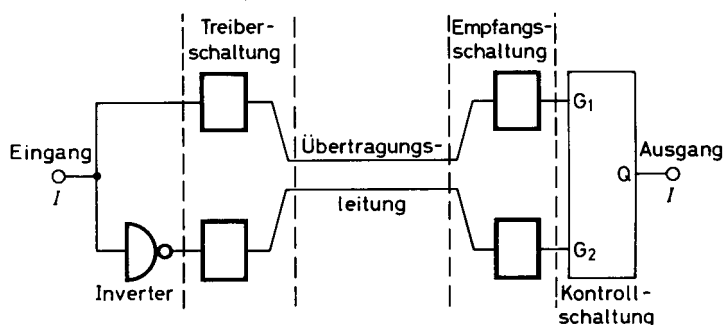 Treiber-
schaltung
Empfangs-
schaltung
G1
Eingang
I
Übertragungs-
leitung
Q
Ausgang
I
G2
Inverter
Kontroll-
schaltung